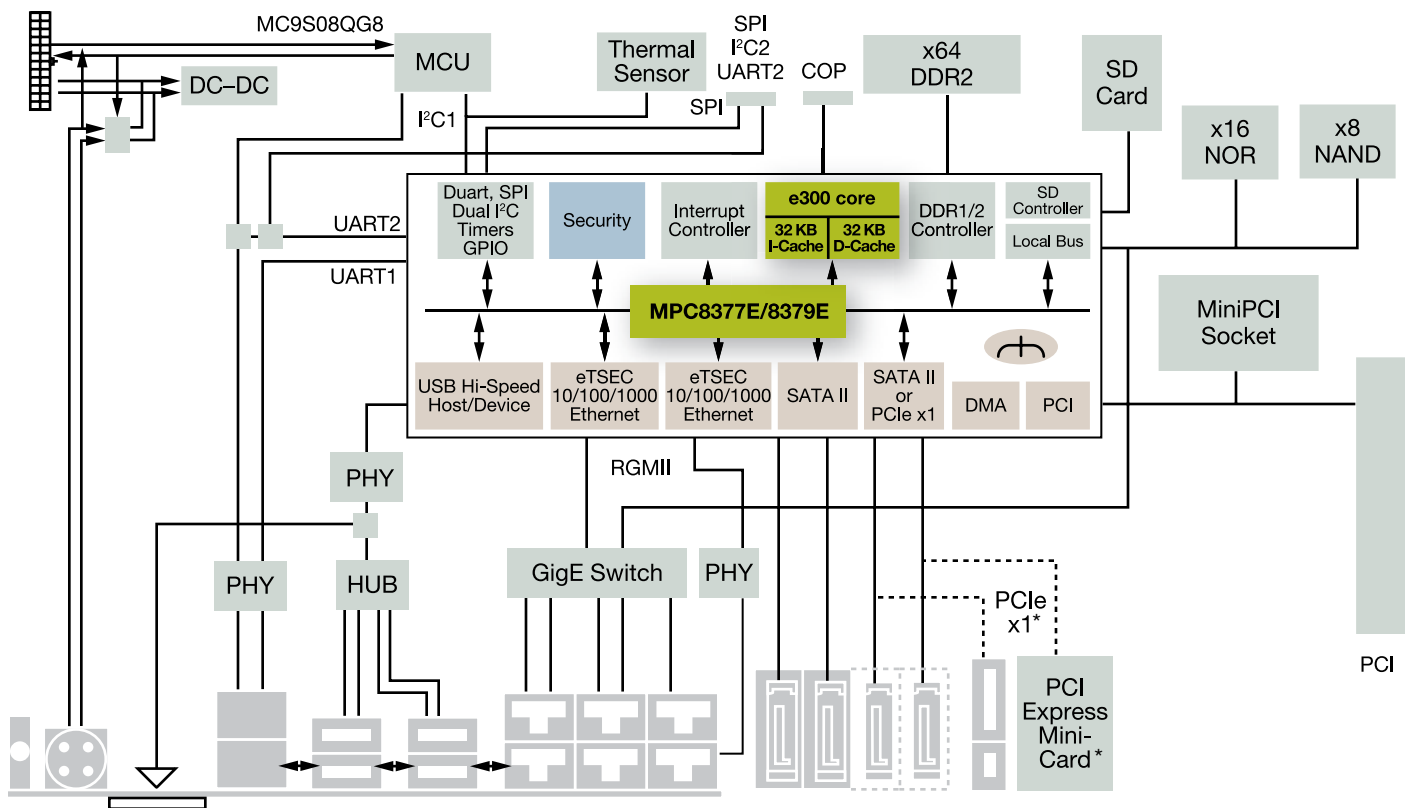 MC9S08QG8
MCU
DC–DC
I²C1
Thermal
Sensor
SPI
I²C2
UART2
SPI
COP
x64
DDR2
SD
Card
x16
NOR
x8
NAND
UART2
UART1
Duart, SPI
Dual I²C
Timers
GPIO
Security
Interrupt
Controller
e300 core
32 KB
I-Cache
32 KB
D-Cache
DDR1/2
Controller
SD
Controller
Local Bus
MPC8377E/8379E
USB Hi-Speed
Host/Device
eTSEC
10/100/1000
Ethernet
eTSEC
10/100/1000
Ethernet
SATA II
SATA II
or
PCIe x1
DMA
PCI
MiniPCI
Socket
PCI
RGMII
PHY
PHY
HUB
GigE Switch
PHY
PCIe
x1*
PCI
Express
Mini-
Card*